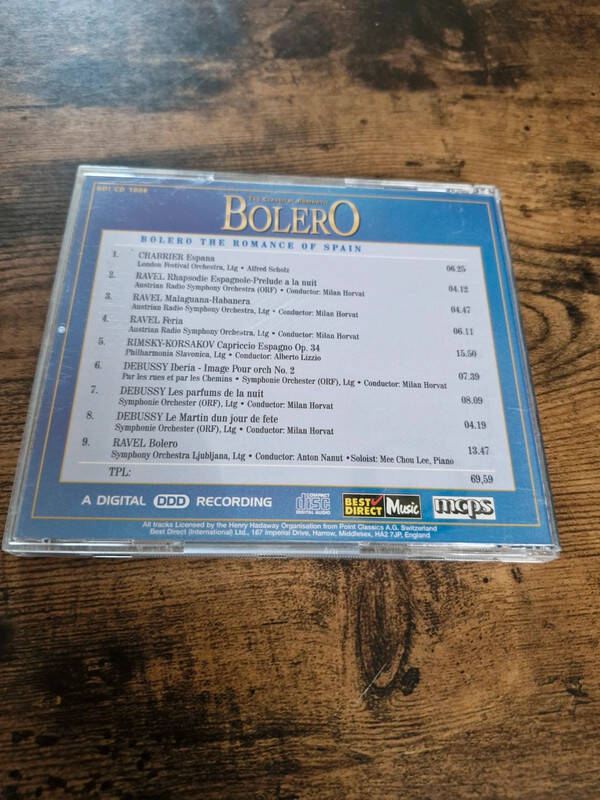 BDI CD 1008
THE CLASSICAL ROMANTIC
BOLERO
BOLERO THE ROMANCE OF SPAIN
1. CHABRIER Espana 06.25
London Festival Orchestra, Ltg • Alfred Scholz
2. RAVEL Rhapsodie Espagnole-Prelude a la nuit 04.12
Austrian Radio Symphony Orchestra (ORF) • Conductor: Milan Horvat
3. RAVEL Malaguana-Habanera 04.47
Austrian Radio Symphony Orchestra, Ltg • Conductor: Milan Horvat
4. RAVEL Feria 06.11
Austrian Radio Symphony Orchestra, Ltg • Conductor: Milan Horvat
5. RIMSKY-KORSAKOV Capriccio Espagno Op. 34 15.50
Philharmonia Slavonica, Ltg • Conductor: Alberto Lizzio
6. DEBUSSY Iberia - Image Pour orch No. 2 07.39
Par les rues et par les Chemins • Symphonie Orchester (ORF), Ltg • Conductor: Milan Horvat
7. DEBUSSY Les parfums de la nuit 08.09
Symphonie Orchester (ORF), Ltg • Conductor: Milan Horvat
8. DEBUSSY Le Martin dun jour de fete 04.19
Symphonie Orchester (ORF), Ltg • Conductor: Milan Horvat
9. RAVEL Bolero 13.47
Symphony Orchestra Ljubljana, Ltg • Conductor: Anton Nanut • Soloist: Mee Chou Lee, Piano
TPL: 69,59
A DIGITAL DDD RECORDING
COMPACT disc DIGITAL AUDIO
BEST DIRECT Music
mcps
All tracks Licensed by the Henry Hadaway Organisation from Point Classics A.G. Switzerland
Best Direct (International) Ltd., 167 Imperial Drive, Harrow, Middlesex, HA2 7JP, England